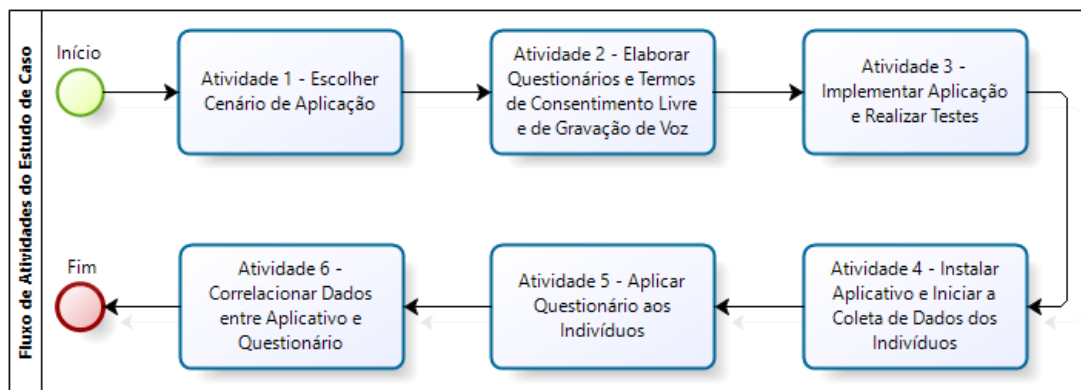 Fluxo de Atividades do Estudo de Caso
Início
Atividade 1 - Escolher
Cenário de Aplicação
Atividade 2 - Elaborar
Questionários e Termos
de Consentimento Livre
e de Gravação de Voz
Atividade 3 -
Implementar Aplicação
e Realizar Testes
Atividade 4 - Instalar
Aplicativo e Iniciar a
Coleta de Dados dos
Indivíduos
Atividade 5 - Aplicar
Questionário aos
Indivíduos
Atividade 6 -
Correlacionar Dados
entre Aplicativo e
Questionário
Fim